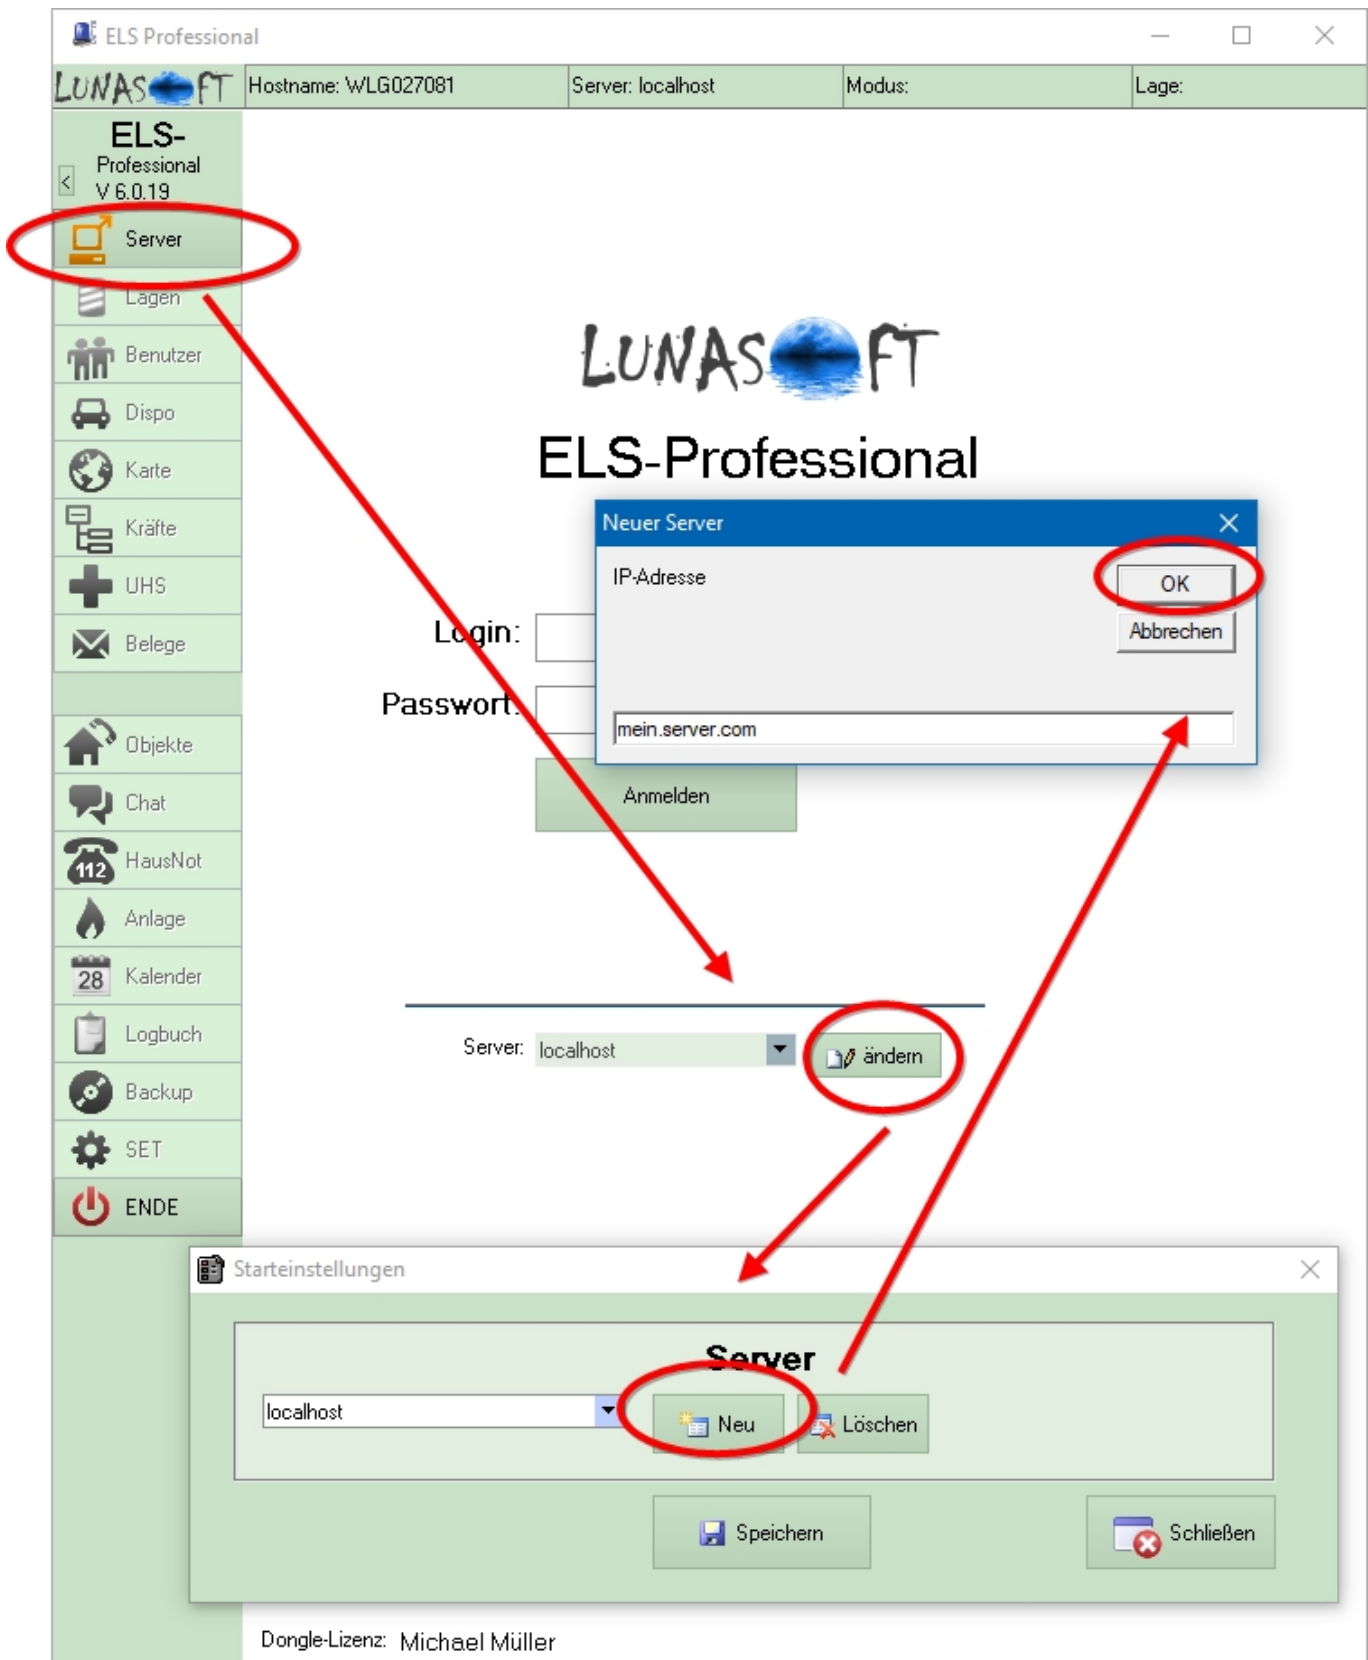 ELS Professional
LUNASOFT
Hostname: WLG027081
Server: localhost
Modus:
Lage:
ELS-
Professional
V 6.0.19
<
Server
Lagen
Benutzer
Dispo
Karte
Kräfte
UHS
Belege
Objekte
Chat
112
HausNot
Anlage
28
Kalender
Logbuch
Backup
SET
ENDE
LUNASOFT
ELS-Professional
Login:
Passwort:
Anmelden
Neuer Server
IP-Adresse
OK
Abbrechen
mein.server.com
Server:
localhost
ändern
Starteinstellungen
Server
localhost
Neu
Löschen
Speichern
Schließen
Dongle-Lizenz: Michael Müller